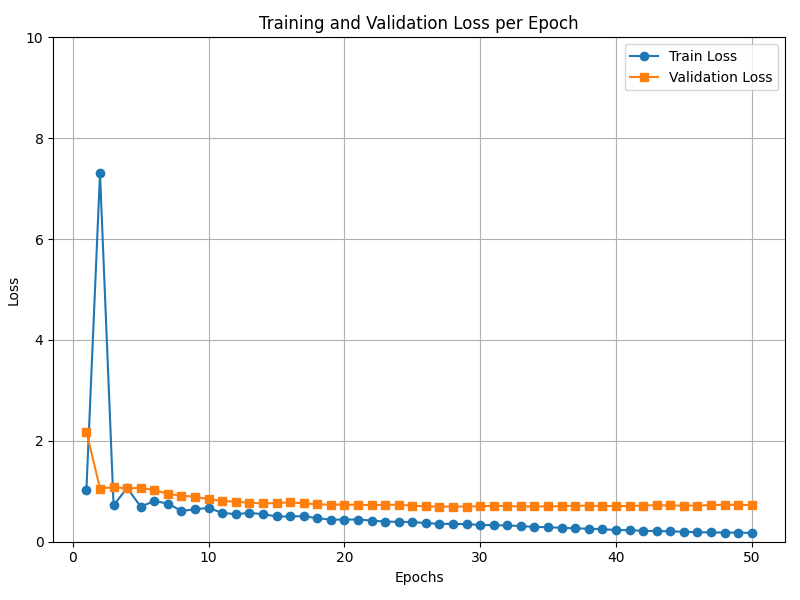 Training and Validation Loss per Epoch
Train Loss
Validation Loss
Loss
10
8
6
4
2
0
0 10 20 30 40 50
Epochs